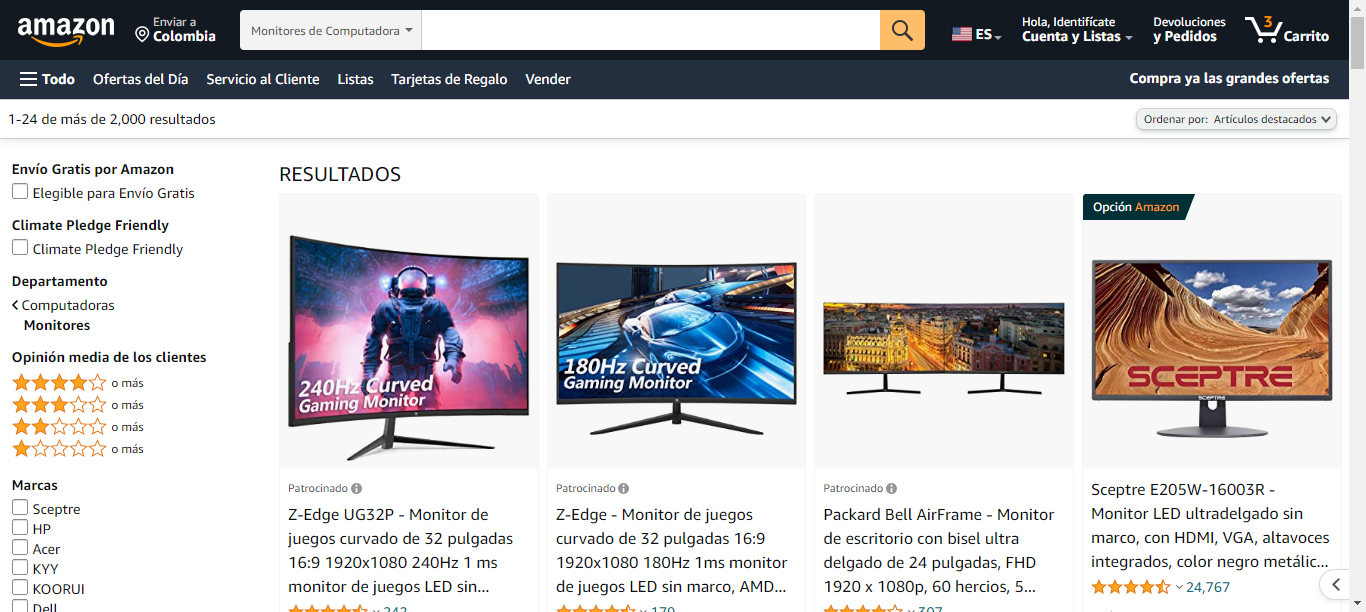 amazon
Enviar a
Colombia
Monitores de Computadora
ES
Hola, Identifícate
Cuenta y Listas
Devoluciones
y Pedidos
3
Carrito
Todo
Ofertas del Día
Servicio al Cliente
Listas
Tarjetas de Regalo
Vender
Compra ya las grandes ofertas
1-24 de más de 2,000 resultados
Ordenar por: Artículos destacados
Envío Gratis por Amazon
Elegible para Envío Gratis
Climate Pledge Friendly
Climate Pledge Friendly
Departamento
Computadoras
Monitores
Opinión media de los clientes
o más
o más
o más
o más
Marcas
Sceptre
HP
Acer
KYY
KOORUI
Dell
RESULTADOS
240Hz Curved
Gaming Monitor
Patrocinado
Z-Edge UG32P - Monitor de
juegos curvado de 32 pulgadas
16:9 1920x1080 240Hz 1 ms
monitor de juegos LED sin...
242
180Hz Curved
Gaming Monitor
Patrocinado
Z-Edge - Monitor de juegos
curvado de 32 pulgadas 16:9
1920x1080 180Hz 1ms monitor
de juegos LED sin marco, AMD...
179
Patrocinado
Packard Bell AirFrame - Monitor
de escritorio con bisel ultra
delgado de 24 pulgadas, FHD
1920 x 1080p, 60 hercios, 5...
307
Opción Amazon
SCEPTRE
SCEPTRE
Sceptre E205W-16003R -
Monitor LED ultradelgado sin
marco, con HDMI, VGA, altavoces
integrados, color negro metálic...
24,767